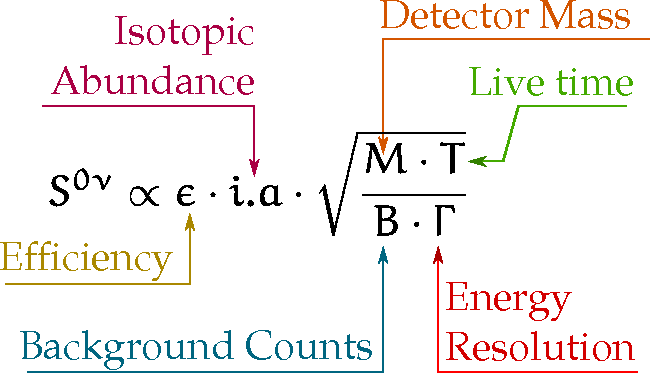 Isotopic
Abundance
Detector Mass
Live time
S^{0ν} ∝ ϵ · i.a · √(M · T / B · Γ)
Efficiency
Background Counts
Energy
Resolution